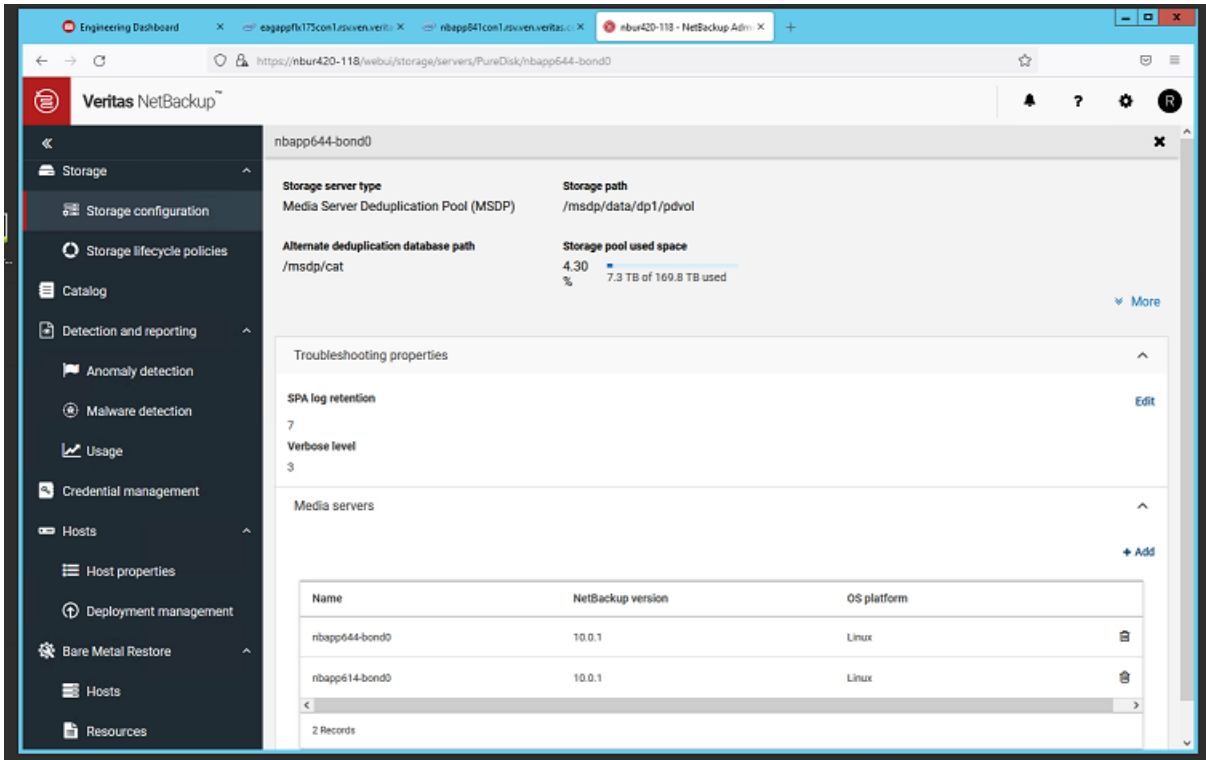 Engineering Dashboard
nbur420-118 - NetBackup Adm
https://nbur420-118/webui/storage/servers/PureDisk/nbapp644-bond0
Veritas NetBackup™
? R
nbapp644-bond0
Storage
Storage configuration
Storage lifecycle policies
Catalog
Detection and reporting
Anomaly detection
Malware detection
Usage
Credential management
Hosts
Host properties
Deployment management
Bare Metal Restore
Hosts
Resources
Storage server type
Media Server Deduplication Pool (MSDP)
Storage path
/msdp/data/dp1/pdvol
Alternate deduplication database path
/msdp/cat
Storage pool used space
4.30
%
7.3 TB of 169.8 TB used
More
Troubleshooting properties
SPA log retention
Edit
7
Verbose level
3
Media servers
+ Add
Name NetBackup version OS platform
nbapp644-bond0 10.0.1 Linux
nbapp614-bond0 10.0.1 Linux
2 Records